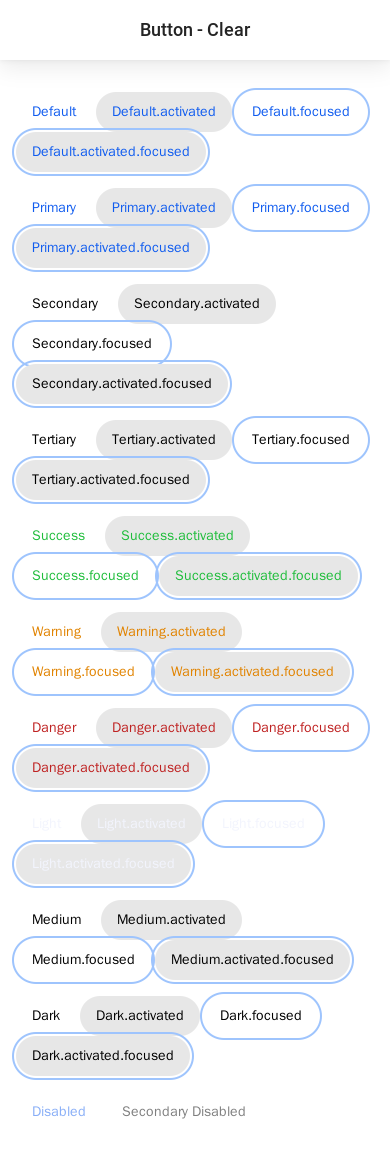 Button - Clear
Default Default.activated Default.focused
Default.activated.focused
Primary Primary.activated Primary.focused
Primary.activated.focused
Secondary Secondary.activated
Secondary.focused
Secondary.activated.focused
Tertiary Tertiary.activated Tertiary.focused
Tertiary.activated.focused
Success Success.activated
Success.focused Success.activated.focused
Warning Warning.activated
Warning.focused Warning.activated.focused
Danger Danger.activated Danger.focused
Danger.activated.focused
Light Light.activated Light.focused
Light.activated.focused
Medium Medium.activated
Medium.focused Medium.activated.focused
Dark Dark.activated Dark.focused
Dark.activated.focused
Disabled Secondary Disabled